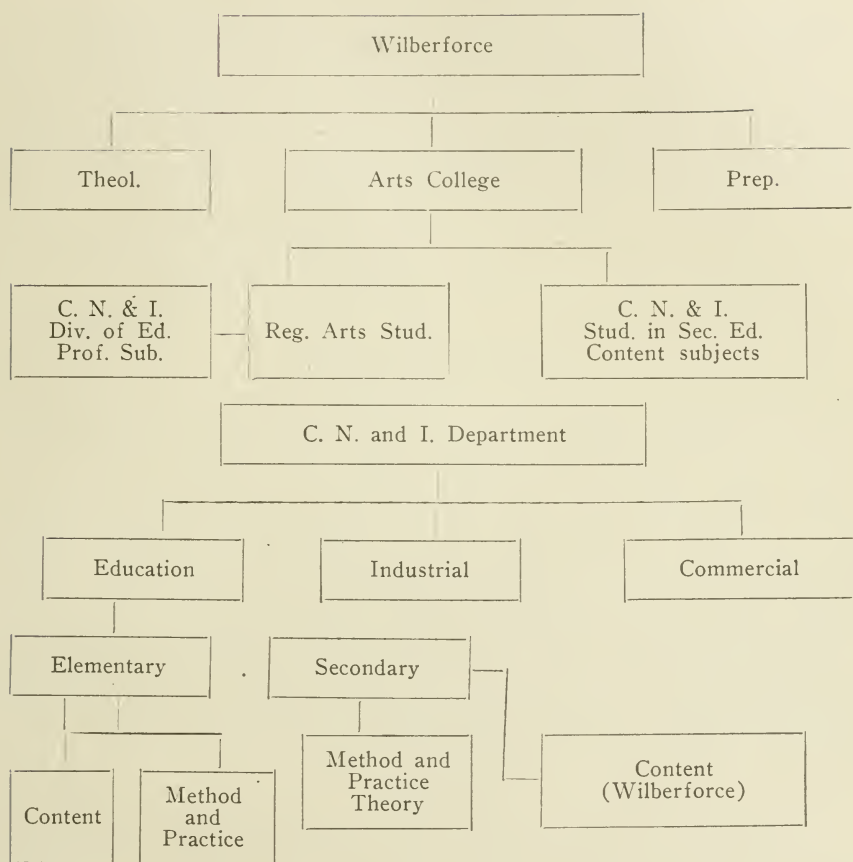 Wilberforce
Theol.
Arts College
Prep.
C. N. & I.
Div. of Ed.
Prof. Sub.
Reg. Arts Stud.
C. N. & I.
Stud. in Sec. Ed.
Content subjects
C. N. and I. Department
Education
Industrial
Commercial
Elementary
Secondary
Method and
Practice
Theory
Content
(Wilberforce)
Content
Method
and
Practice